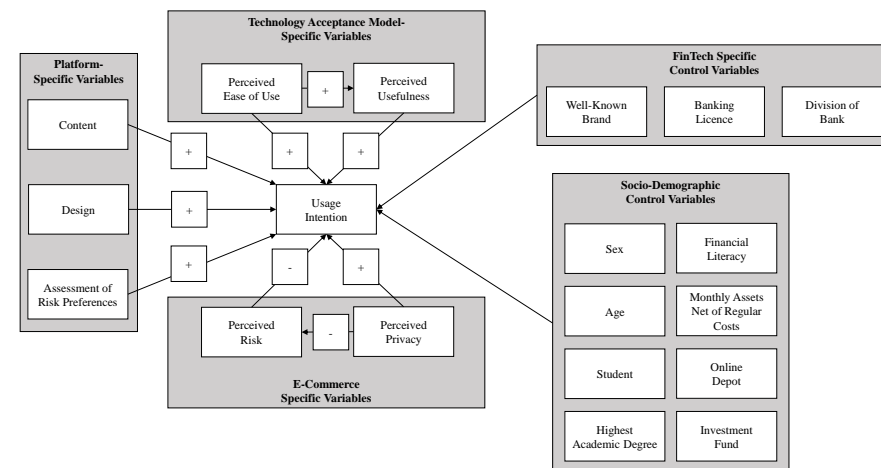 Technology Acceptance Model-
Specific Variables
Perceived
Ease of Use
+
Perceived
Usefulness
Platform-
Specific Variables
Content
Design
Assessment of
Risk Preferences
+
+
+
+
+
Usage
Intention
-
+
Perceived
Risk
-
Perceived
Privacy
E-Commerce
Specific Variables
FinTech Specific
Control Variables
Well-Known
Brand
Banking
Licence
Division of
Bank
Socio-Demographic
Control Variables
Sex
Financial
Literacy
Age
Monthly Assets
Net of Regular
Costs
Student
Online
Depot
Highest
Academic Degree
Investment
Fund